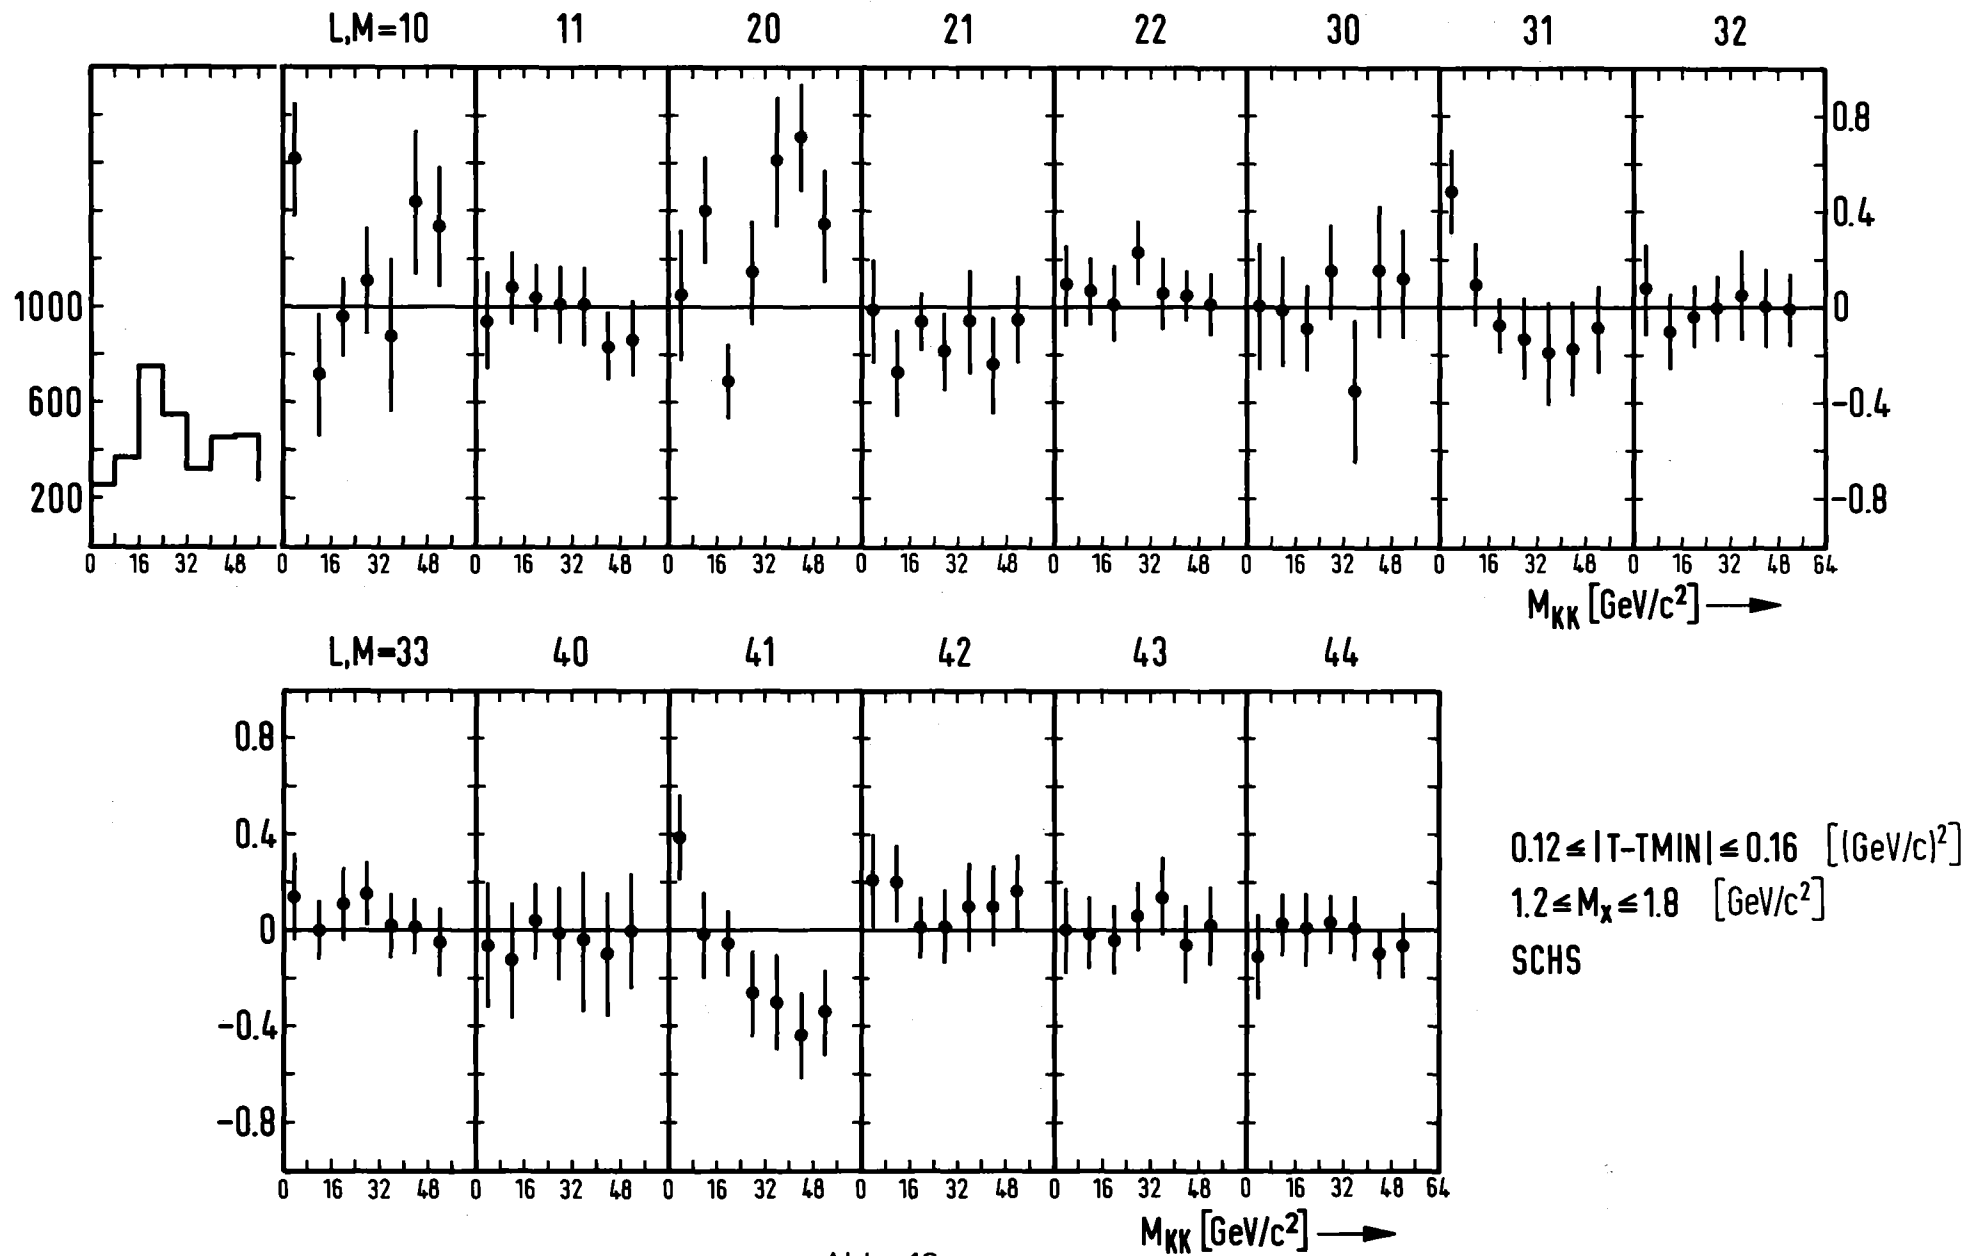 L,M=10 11 20 21 22 30 31 32
0.8
0.4
1000 0
600 -0.4
200 -0.8
0 16 32 48 0 16 32 48 0 16 32 48 0 16 32 48 0 16 32 48 0 16 32 48 0 16 32 48 0 16 32 48 0 16 32 48 64
M_KK [GeV/c²]
L,M=33 40 41 42 43 44
0.8
0.4
0
-0.4
-0.8
0 16 32 48 0 16 32 48 0 16 32 48 0 16 32 48 0 16 32 48 0 16 32 48 64
M_KK [GeV/c²]
0.12 ≤ |T-TMIN| ≤ 0.16 [(GeV/c)²]
1.2 ≤ M_x ≤ 1.8 [GeV/c²]
SCHS